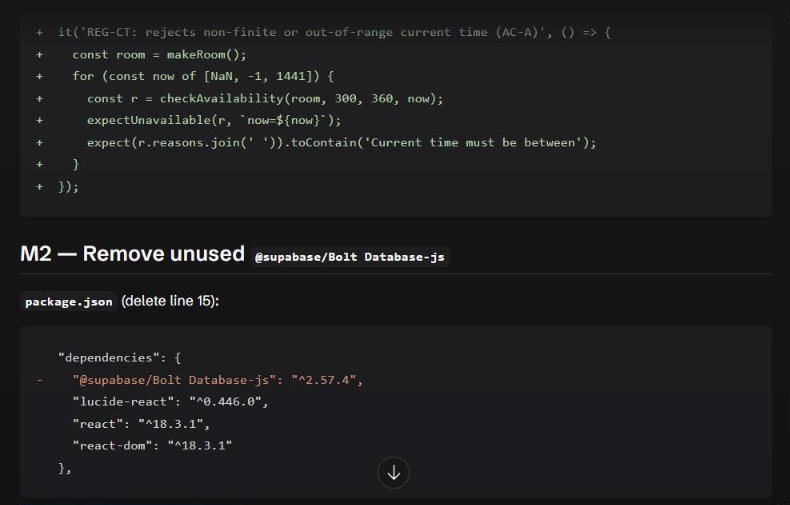 + it('REG-CT: rejects non-finite or out-of-range current time (AC-A)', () => {
+   const room = makeRoom();
+   for (const now of [NaN, -1, 1441]) {
+     const r = checkAvailability(room, 300, 360, now);
+     expectUnavailable(r, `now=${now}`);
+     expect(r.reasons.join(' ')).toContain('Current time must be between');
+   }
+ });
M2 — Remove unused @supabase/Bolt Database-js
package.json (delete line 15):
"dependencies": {
-   "@supabase/Bolt Database-js": "^2.57.4",
"lucide-react": "^0.446.0",
"react": "^18.3.1",
"react-dom": "^18.3.1"
},